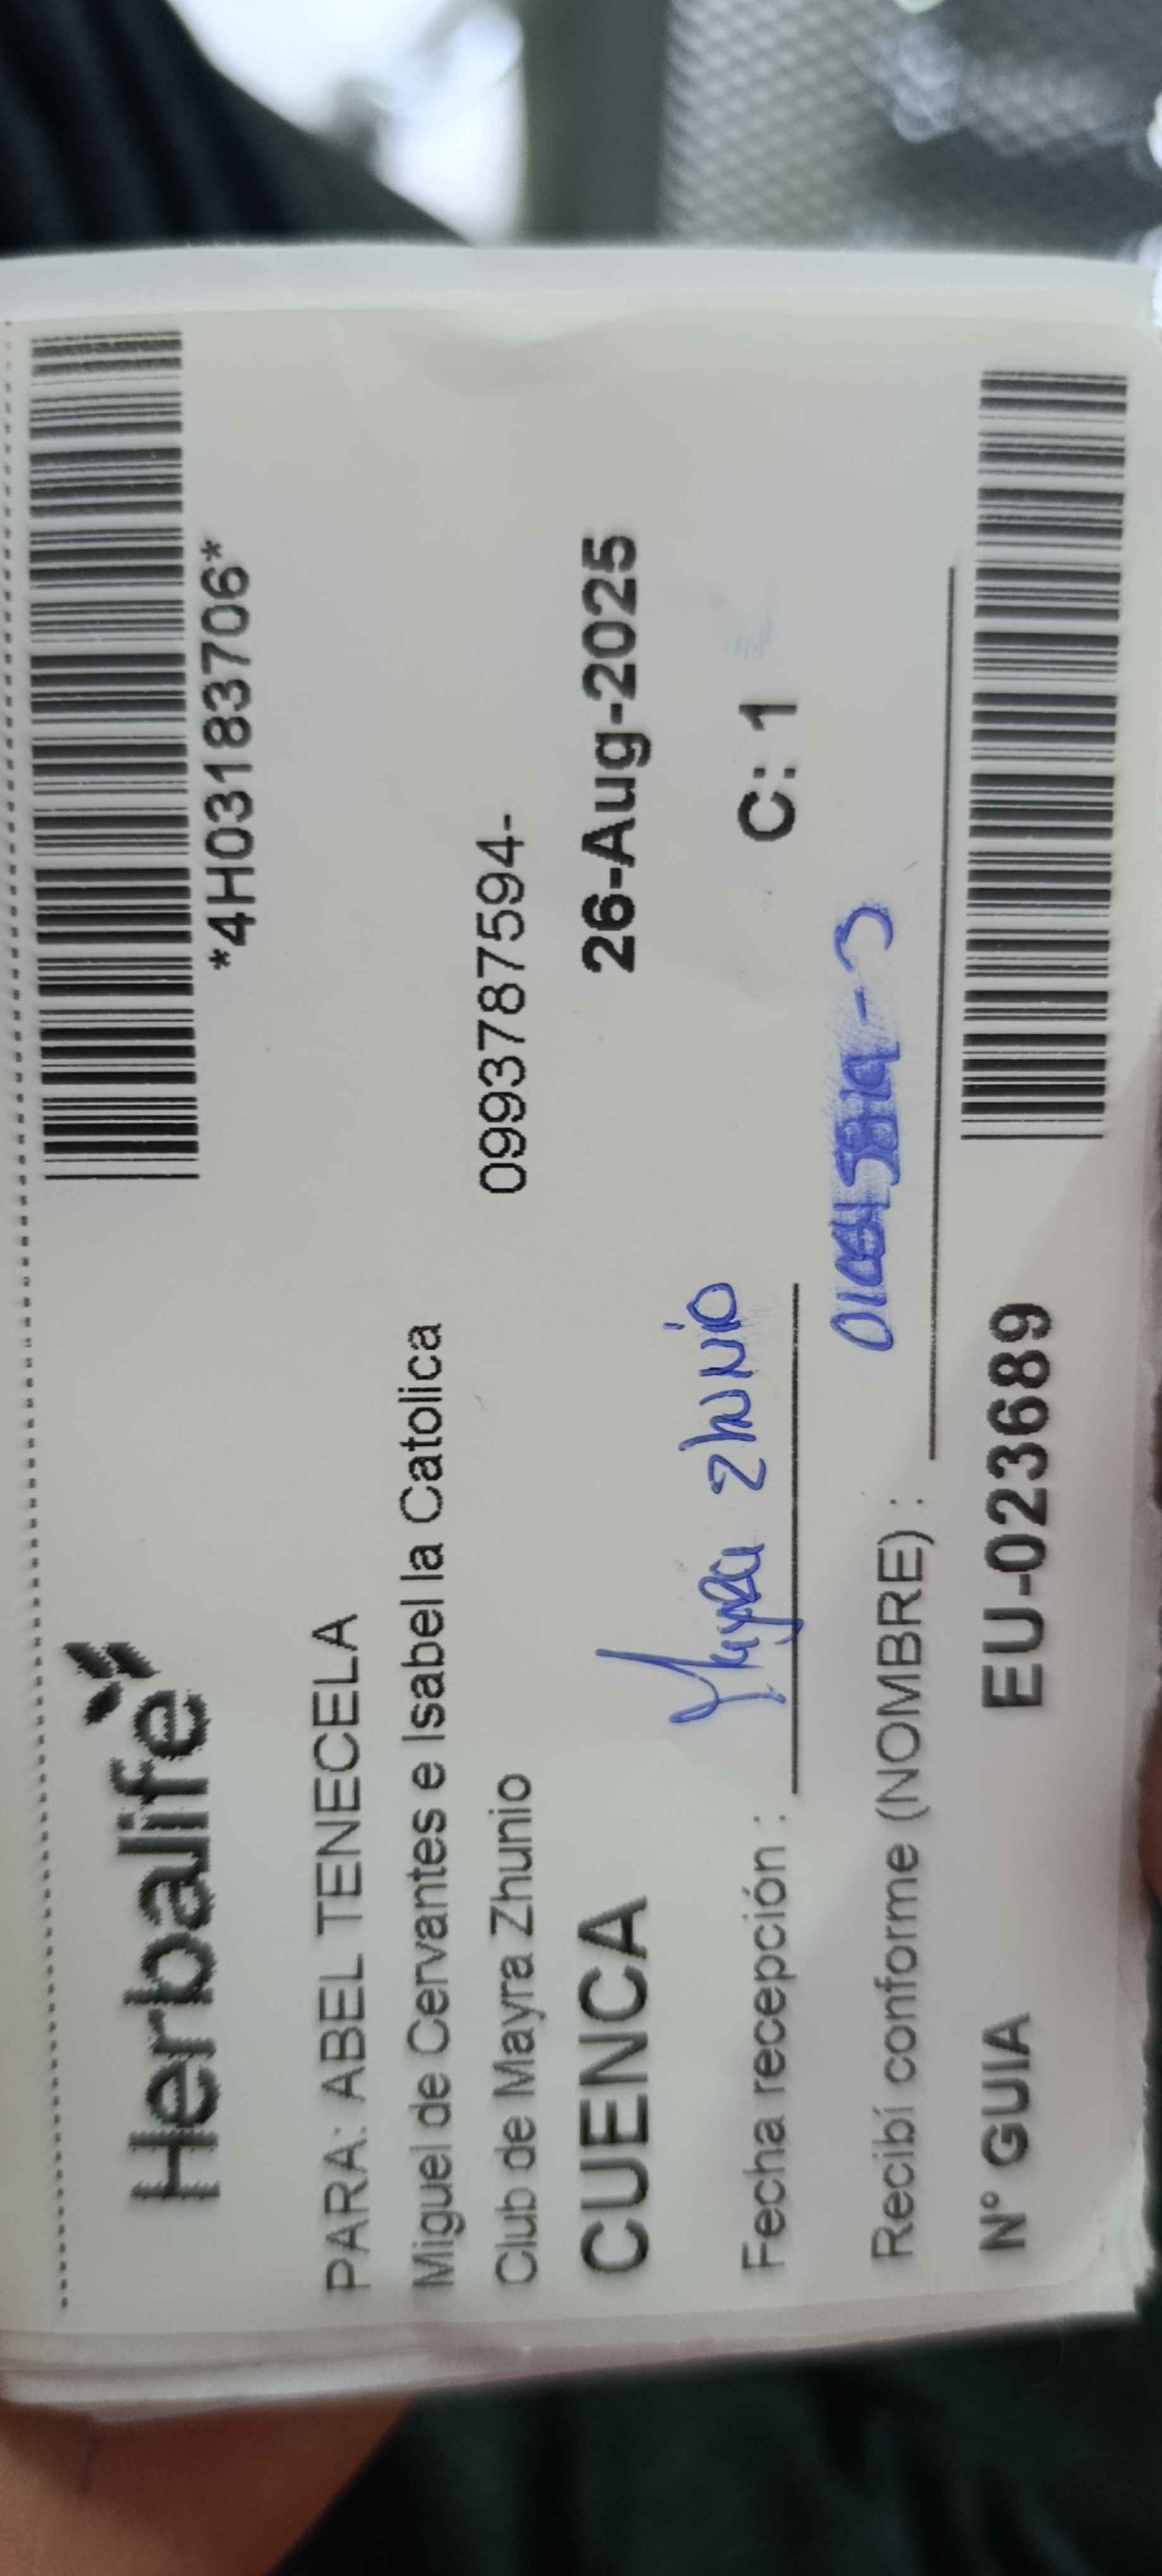 Herbalife
*4H03183706*
PARA: ABEL TENECELA
Miguel de Cervantes e Isabel la Catolica
Club de Mayra Zhunio 0993787594-
CUENCA 26-Aug-2025
Mayra Zhunio
Fecha recepción : C: 1
Recibí conforme (NOMBRE) :
N° GUIA EU-023689